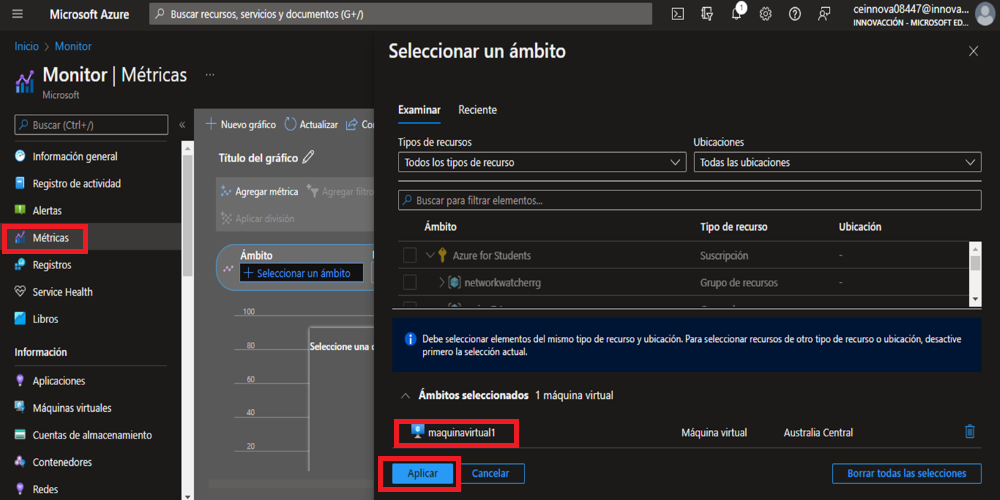 Microsoft Azure
Buscar recursos, servicios y documentos (G+/)
1
ceinnova08447@innova...
INNOVACCIÓN - MICROSOFT ED...
Inicio > Monitor
Monitor | Métricas
...
Microsoft
Buscar (Ctrl+/)
«
Información general
Registro de actividad
Alertas
Métricas
Registros
Service Health
Libros
Información
Aplicaciones
Máquinas virtuales
Cuentas de almacenamiento
Contenedores
Redes
Nuevo gráfico
Actualizar
Título del gráfico
Agregar métrica
Agregar filtro
Aplicar división
Ámbito
+ Seleccionar un ámbito
100
80
60
40
20
Seleccione una
Seleccionar un ámbito
Examinar
Reciente
Tipos de recursos
Ubicaciones
Todos los tipos de recurso
Todas las ubicaciones
Buscar para filtrar elementos...
Ámbito
Tipo de recurso
Ubicación
Azure for Students
Suscripción
-
networkwatcherrg
Grupo de recursos
-
Debe seleccionar elementos del mismo tipo de recurso y ubicación. Para seleccionar recursos de otro tipo de recurso o ubicación, desactive
primero la selección actual.
Ámbitos seleccionados 1 máquina virtual
maquinavirtual1
Máquina virtual
Australia Central
Aplicar
Cancelar
Borrar todas las selecciones